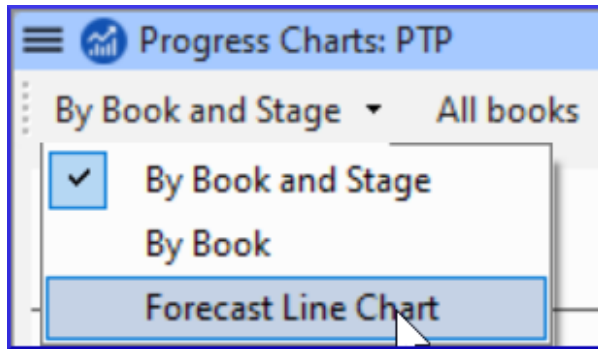 Progress Charts: PTP
By Book and Stage All books
By Book and Stage
By Book
Forecast Line Chart